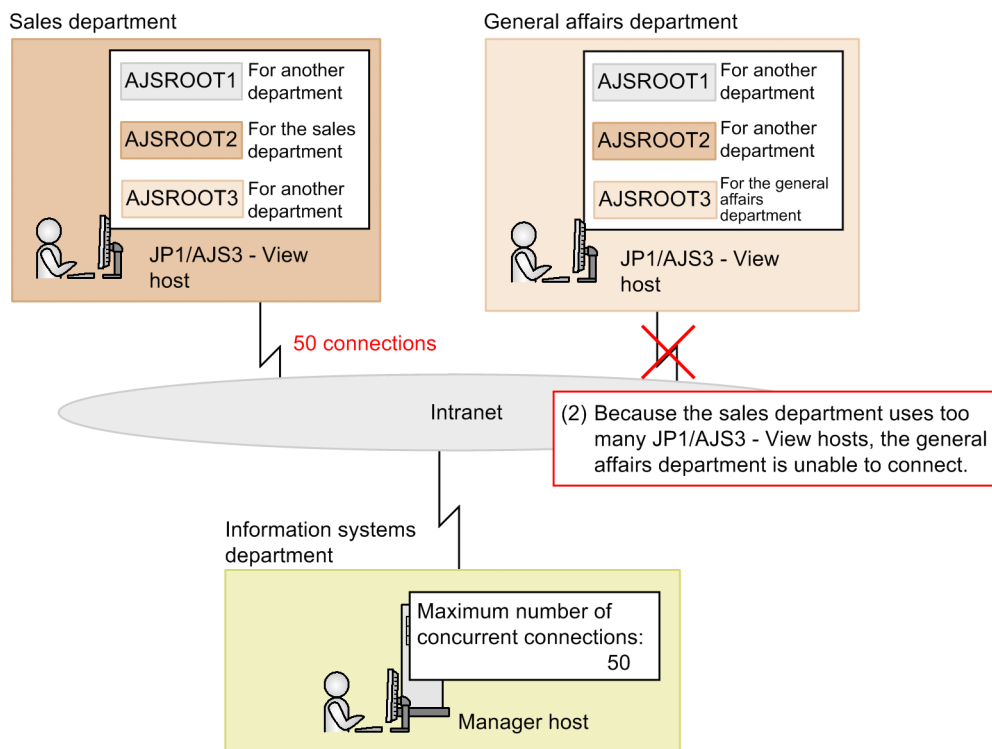 Sales department
AJSROOT1
For another
department
AJSROOT2
For the sales
department
AJSROOT3
For another
department
JP1/AJS3 - View
host
General affairs department
AJSROOT1
For another
department
AJSROOT2
For another
department
AJSROOT3
For the general
affairs
department
JP1/AJS3 - View
host
50 connections
Intranet
(2) Because the sales department uses too
many JP1/AJS3 - View hosts, the general
affairs department is unable to connect.
Information systems
department
Maximum number of
concurrent connections:
50
Manager host